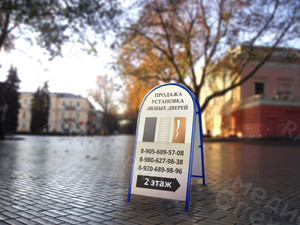 ПРОДАЖА
УСТАНОВКА
ЛЮБЫХ ДВЕРЕЙ
8-905-609-57-08
8-980-627-98-38
8-920-689-98-96
2 этаж